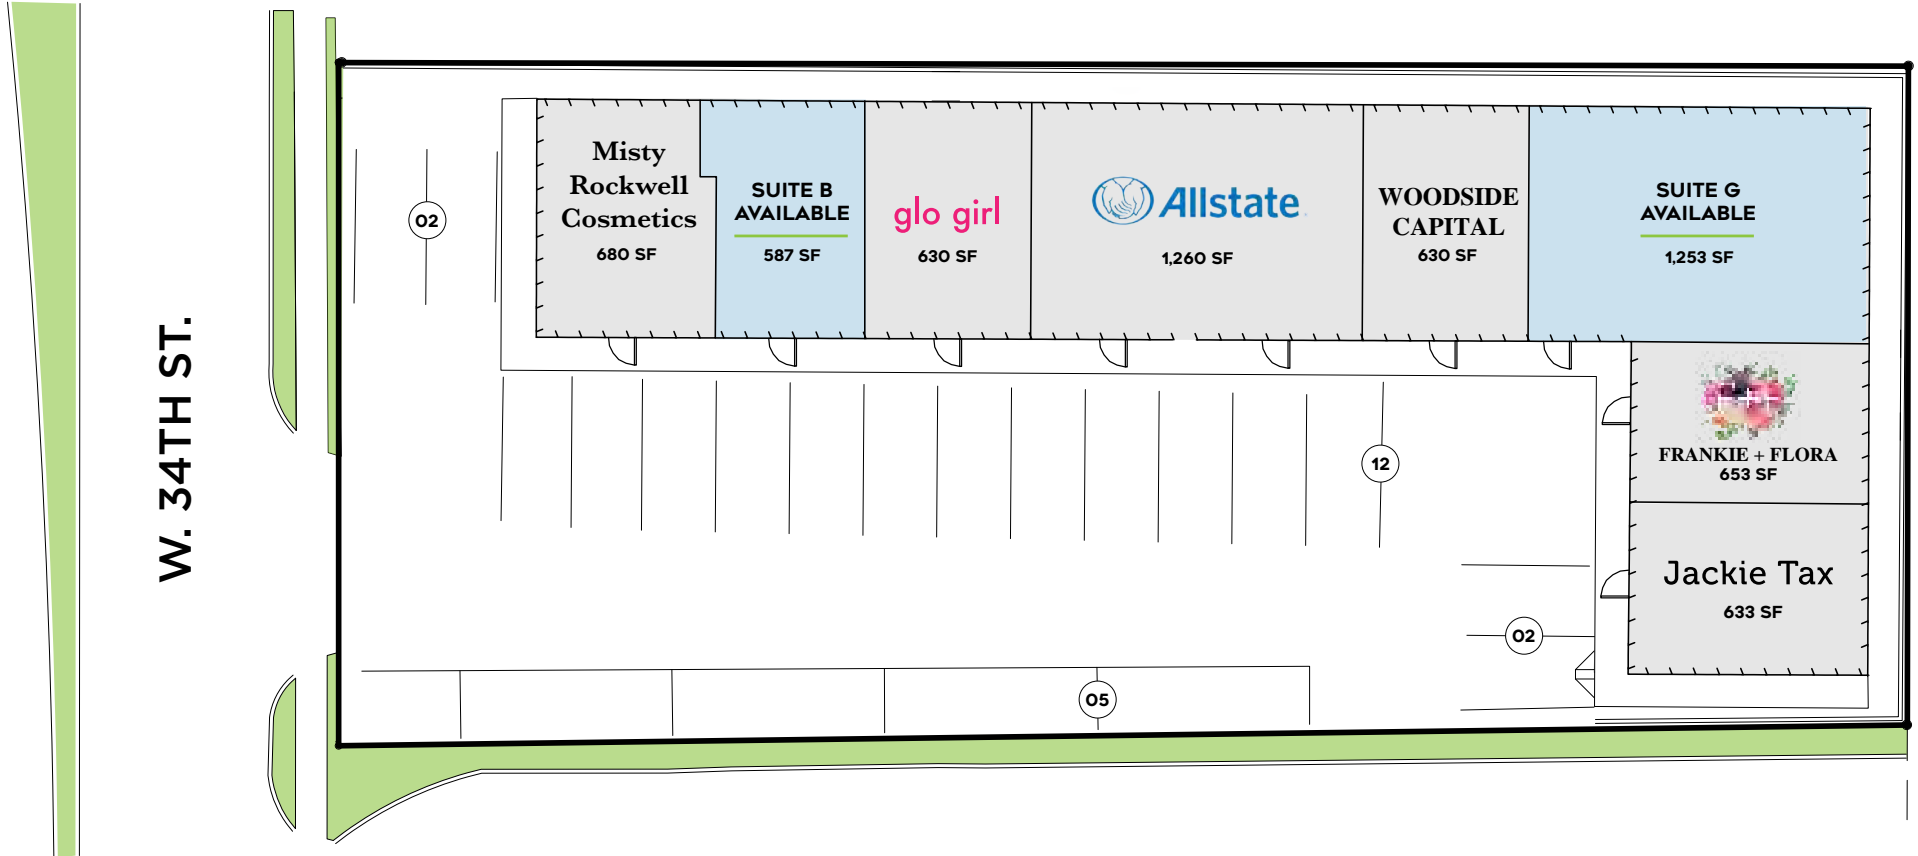 W. 34TH ST.
02
Misty
Rockwell
Cosmetics
680 SF
SUITE B
AVAILABLE
587 SF
glo girl
630 SF
Allstate
1,260 SF
WOODSIDE
CAPITAL
630 SF
SUITE G
AVAILABLE
1,253 SF
FRANKIE + FLORA
653 SF
12
Jackie Tax
633 SF
02
05